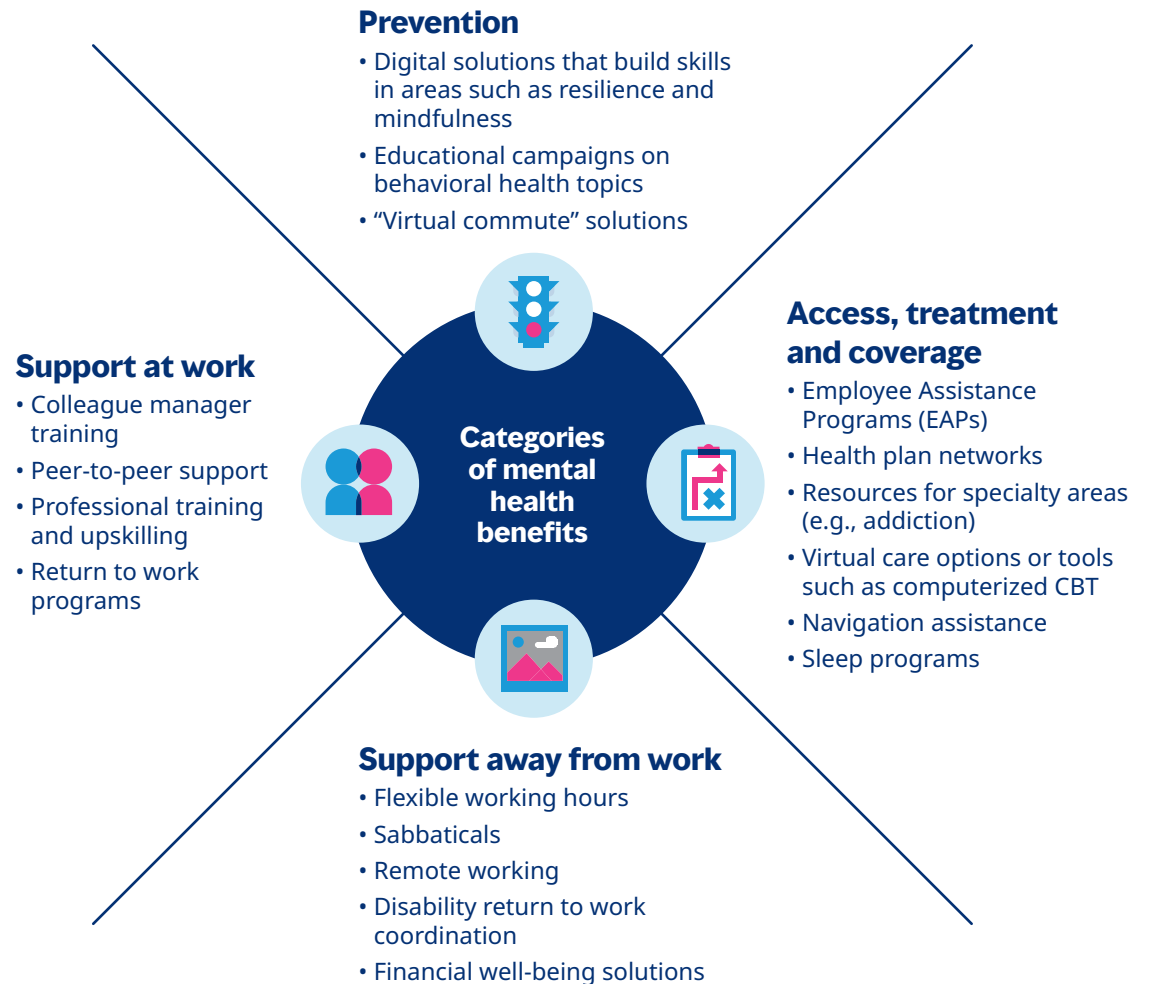 Prevention
• Digital solutions that build skills
in areas such as resilience and
mindfulness
• Educational campaigns on
behavioral health topics
• “Virtual commute” solutions
Access, treatment
and coverage
• Employee Assistance
Programs (EAPs)
• Health plan networks
• Resources for specialty areas
(e.g., addiction)
• Virtual care options or tools
such as computerized CBT
• Navigation assistance
• Sleep programs
Support at work
• Colleague manager
training
• Peer-to-peer support
• Professional training
and upskilling
• Return to work
programs
Categories
of mental
health
benefits
Support away from work
• Flexible working hours
• Sabbaticals
• Remote working
• Disability return to work
coordination
• Financial well-being solutions